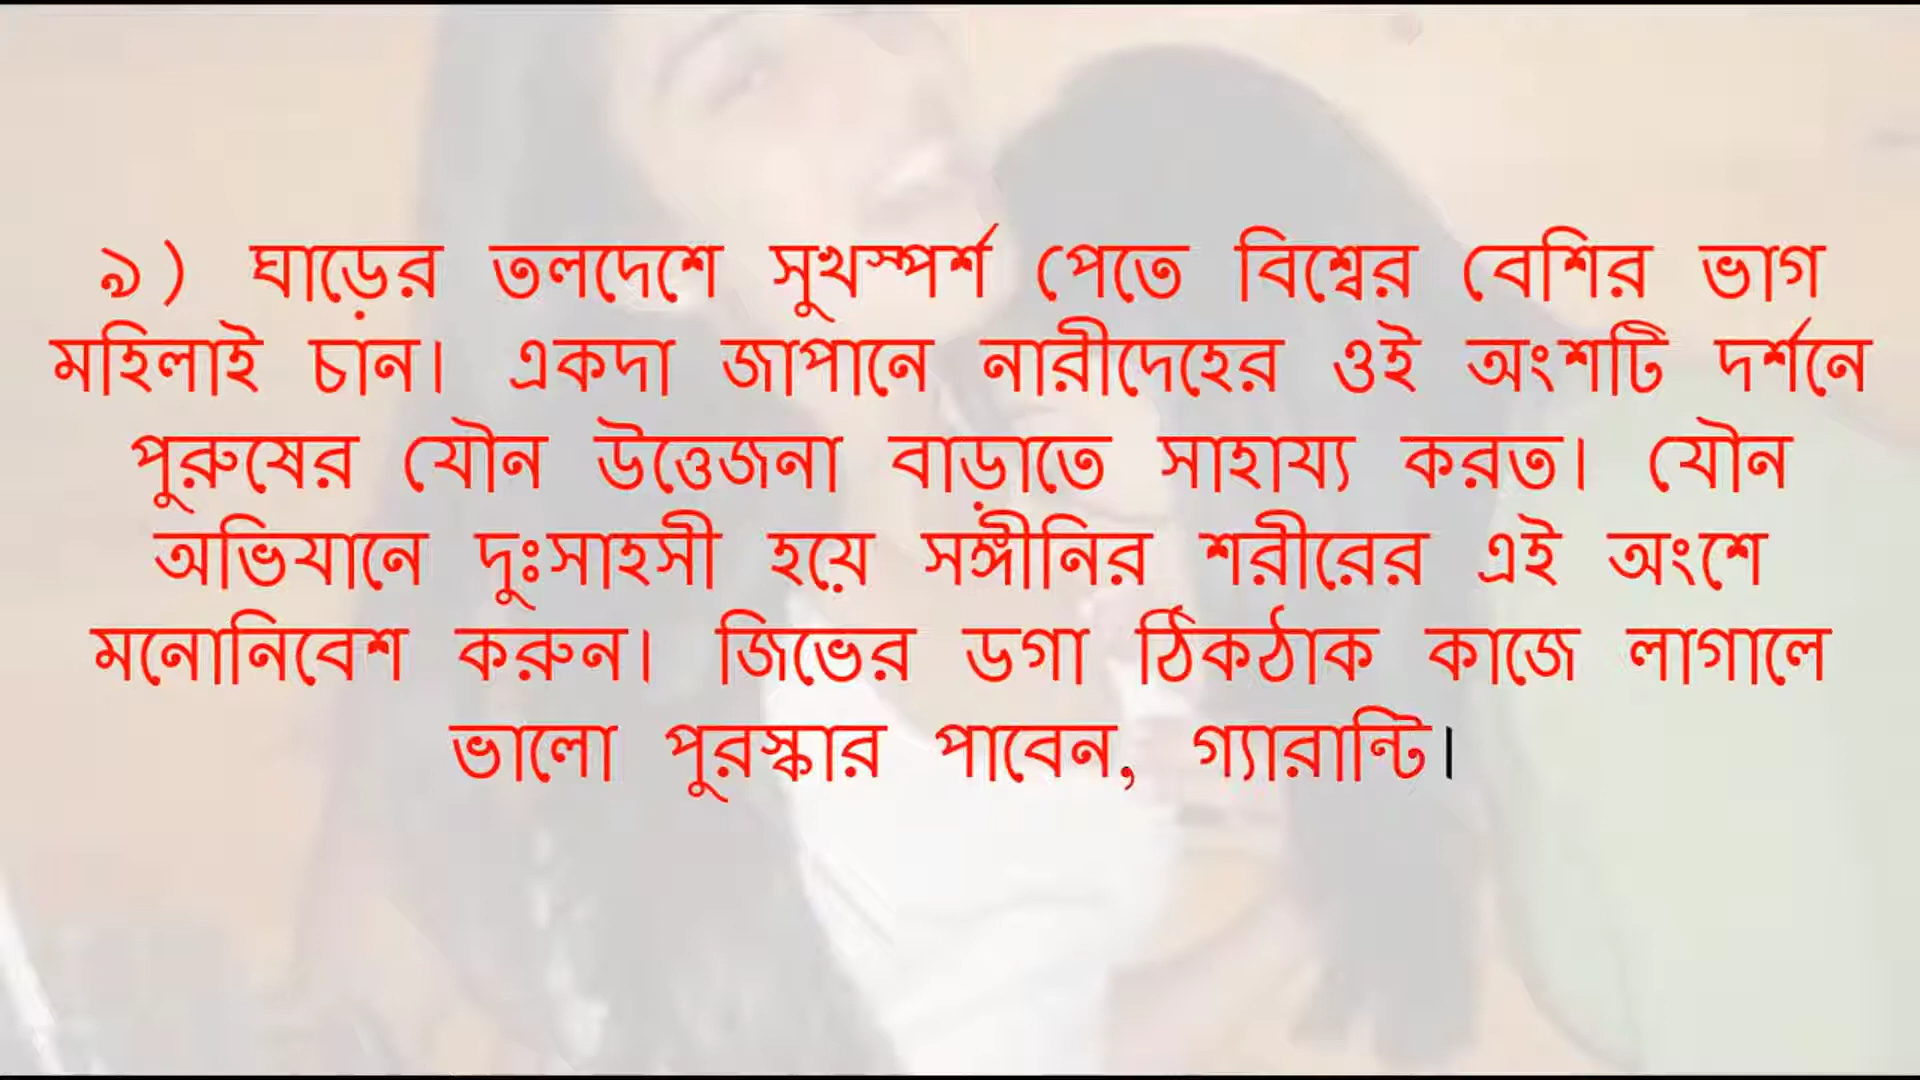 ৯) ঘাড়ের তলদেশে সুখস্পর্শ পেতে বিশ্বের বেশির ভাগ
মহিলাই চান। একদা জাপানে নারীদেহের ওই অংশটি দর্শনে
পুরুষের যৌন উত্তেজনা বাড়াতে সাহায্য করত। যৌন
অভিযানে দুঃসাহসী হয়ে সঙ্গীনির শরীরের এই অংশে
মনোনিবেশ করুন। জিভের ডগা ঠিকঠাক কাজে লাগালে
ভালো পুরস্কার পাবেন, গ্যারান্টি।